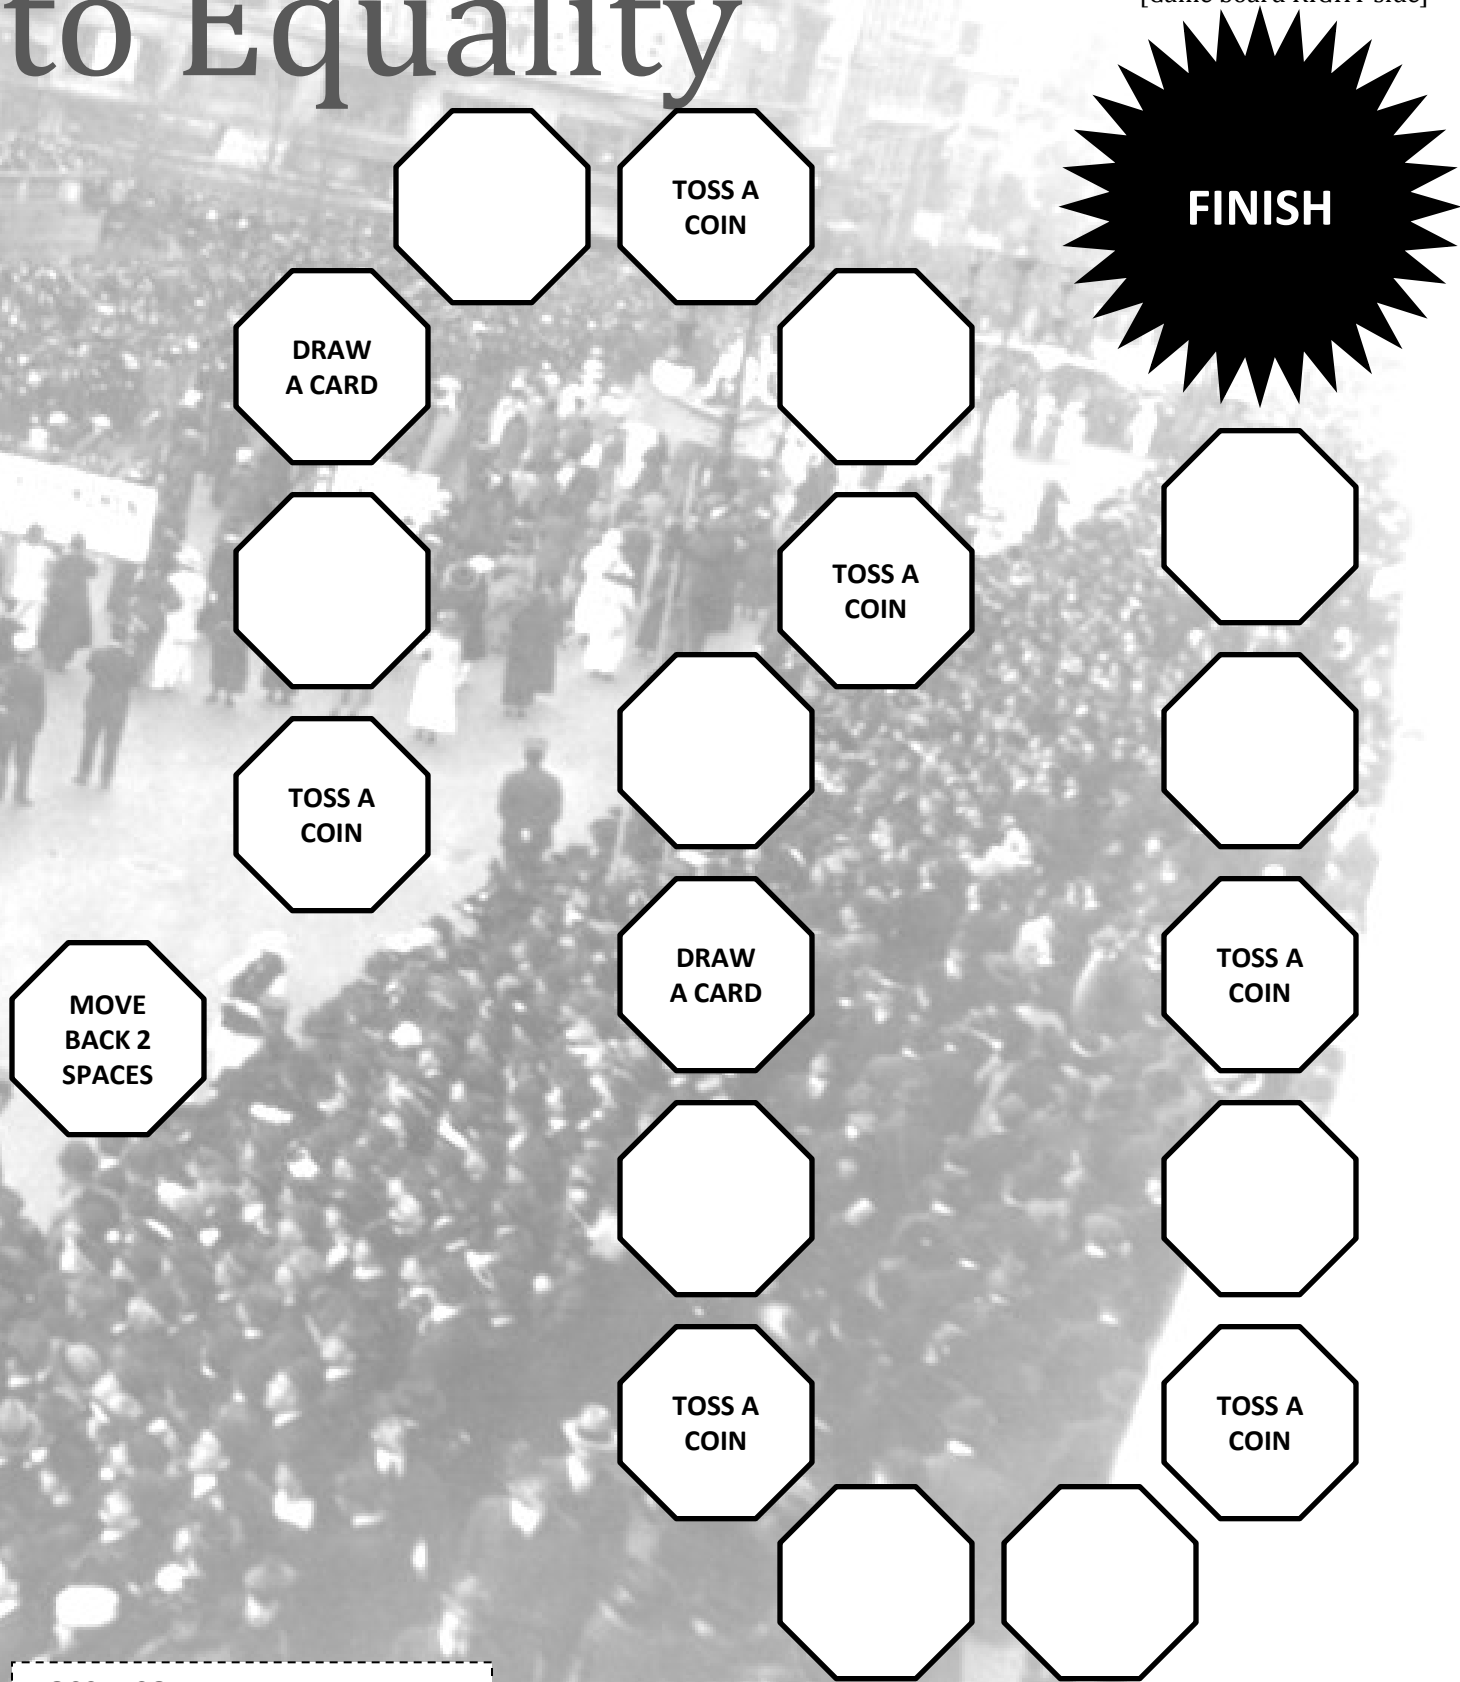 to Equality
TOSS A
COIN
FINISH
DRAW
A CARD
TOSS A
COIN
TOSS A
COIN
DRAW
A CARD
TOSS A
COIN
MOVE
BACK 2
SPACES
TOSS A
COIN
TOSS A
COIN